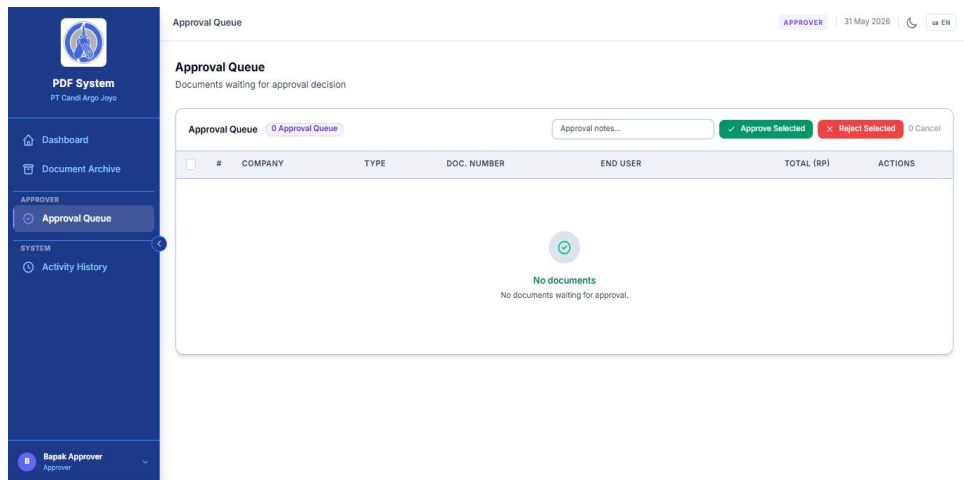 Approval Queue
APPROVER
31 May 2026
GB EN
PDF System
PT Candi Argo Joyo
Dashboard
Document Archive
APPROVER
Approval Queue
SYSTEM
Activity History
B
Bapak Approver
Approver
Approval Queue
Documents waiting for approval decision
Approval Queue 0 Approval Queue
Approval notes...
Approve Selected
Reject Selected
0 Cancel
# COMPANY TYPE DOC. NUMBER END USER TOTAL (RP) ACTIONS
No documents
No documents waiting for approval.